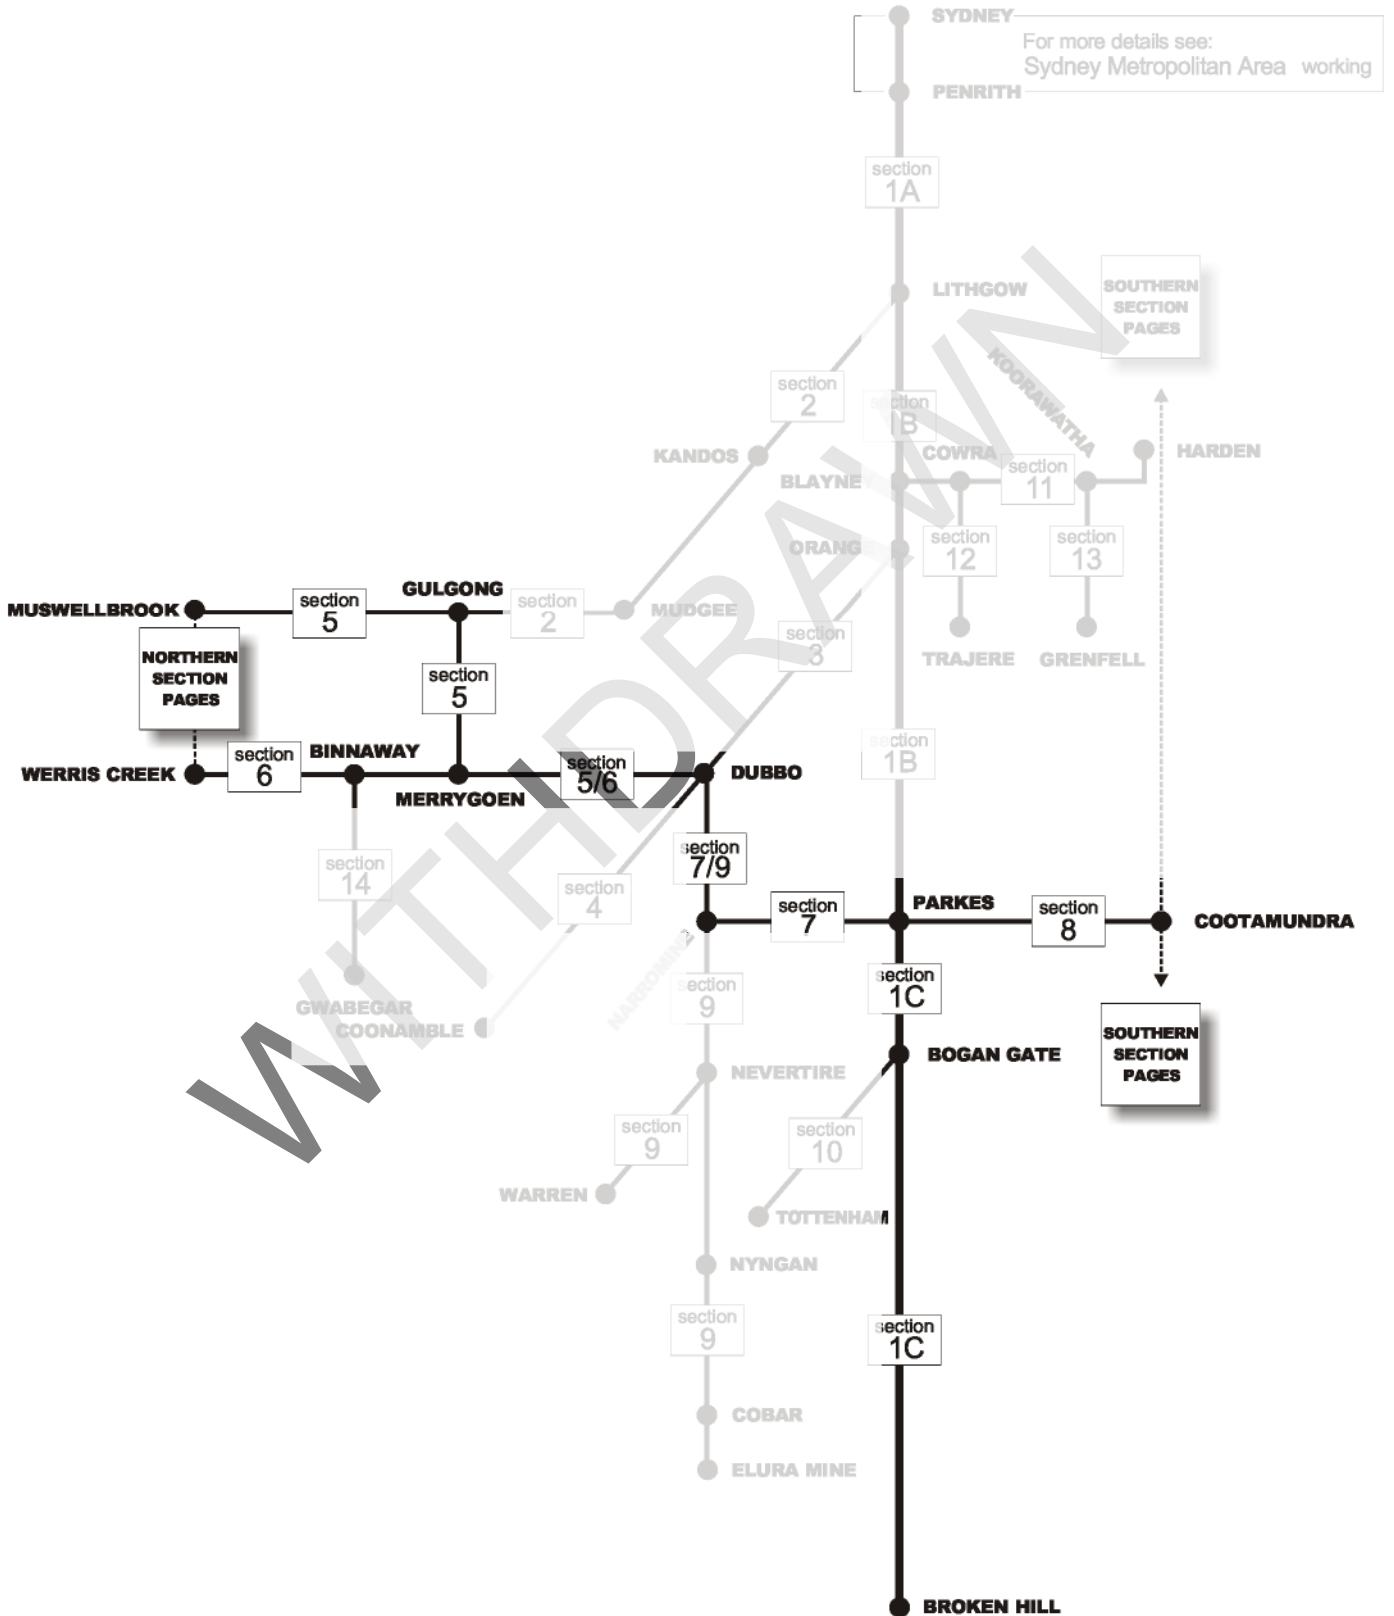 SYDNEY
For more details see:
Sydney Metropolitan Area working
PENRITH
section
1A
LITHGOW
SOUTHERN
SECTION
PAGES
KOORAWATHA
section
2
section
1B
KANDOS
COWRA
HARDEN
BLAYNE
section
11
ORANGE
section
12
section
13
GULGONG
MUSWELLBROOK
section
5
section
2
MUDGEE
section
3
TRAJERE
GRENFELL
NORTHERN
SECTION
PAGES
section
5
section
1B
BINNAWAY
WERRIS CREEK
section
6
section
5/6
DUBBO
MERRYGOEN
section
7/9
section
14
section
4
PARKES
section
7
section
8
COOTAMUNDRA
NARROMINE
section
9
section
1C
GWABEGAR
COONAMBLE
SOUTHERN
SECTION
PAGES
BOGAN GATE
NEVERTIRE
section
9
section
10
WARREN
TOTTENHAM
NYNGAN
section
9
section
1C
COBAR
ELURA MINE
BROKEN HILL
WITHDRAWN